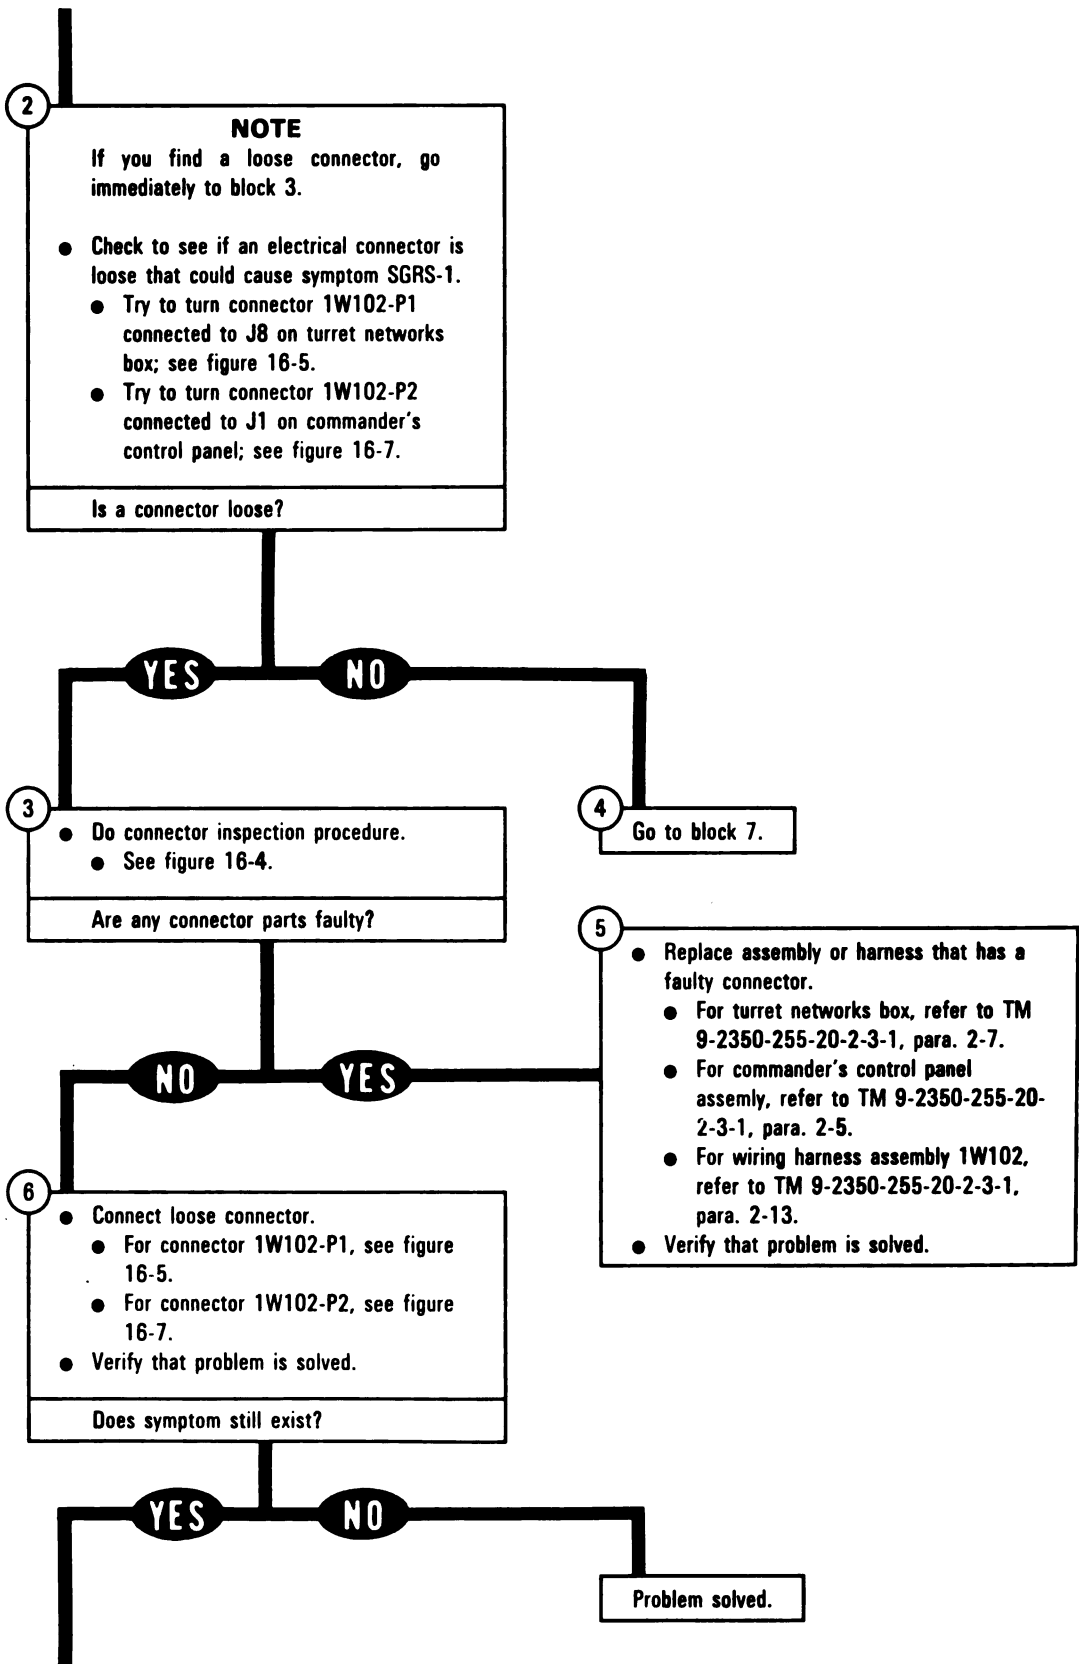 2
NOTE
If you find a loose connector, go
immediately to block 3.
● Check to see if an electrical connector is
loose that could cause symptom SGRS-1.
● Try to turn connector 1W102-P1
connected to J8 on turret networks
box; see figure 16-5.
● Try to turn connector 1W102-P2
connected to J1 on commander's
control panel; see figure 16-7.
Is a connector loose?
YES
NO
3
● Do connector inspection procedure.
● See figure 16-4.
Are any connector parts faulty?
4
Go to block 7.
NO
YES
5
● Replace assembly or harness that has a
faulty connector.
● For turret networks box, refer to TM
9-2350-255-20-2-3-1, para. 2-7.
● For commander's control panel
assemly, refer to TM 9-2350-255-20-
2-3-1, para. 2-5.
● For wiring harness assembly 1W102,
refer to TM 9-2350-255-20-2-3-1,
para. 2-13.
● Verify that problem is solved.
6
● Connect loose connector.
● For connector 1W102-P1, see figure
16-5.
● For connector 1W102-P2, see figure
16-7.
● Verify that problem is solved.
Does symptom still exist?
YES
NO
Problem solved.